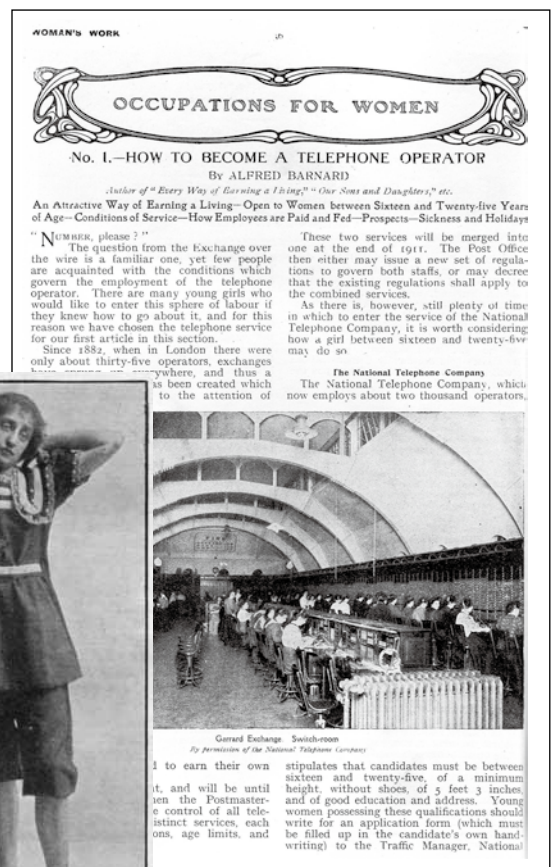 WOMAN'S WORK
OCCUPATIONS FOR WOMEN
No. 1.—HOW TO BECOME A TELEPHONE OPERATOR
By ALFRED BARNARD
Author of "Every Way of Earning a Living," "Our Sons and Daughters," etc.
An Attractive Way of Earning a Living—Open to Women between Sixteen and Twenty-five Years
of Age—Conditions of Service—How Employees are Paid and Fed—Prospects—Sickness and Holidays
"NUMBER, please?"
The question from the Exchange over
the wire is a familiar one, yet few people
are acquainted with the conditions which
govern the employment of the telephone
operator. There are many young girls who
would like to enter this sphere of labour if
they knew how to go about it, and for this
reason we have chosen the telephone service
for our first article in this section.
Since 1882, when in London there were
only about thirty-five operators, exchanges
have sprung up everywhere, and thus a
as been created which
to the attention of
l to earn their own
t, and will be until
en the Postmaster-
e control of all tele-
istinct services, each
ons, age limits, and
These two services will be merged into
one at the end of 1911. The Post Office
then either may issue a new set of regula-
tions to govern both staffs, or may decree
that the existing regulations shall apply to
the combined services.
As there is, however, still plenty of time
in which to enter the service of the National
Telephone Company, it is worth considering
how a girl between sixteen and twenty-five
may do so
The National Telephone Company
The National Telephone Company, which
now employs about two thousand operators,
Gerrard Exchange. Switch-room
By permission of the National Telephone Company
stipulates that candidates must be between
sixteen and twenty-five, of a minimum
height, without shoes, of 5 feet 3 inches,
and of good education and address. Young
women possessing these qualifications should
write for an application form (which must
be filled up in the candidate's own hand-
writing) to the Traffic Manager, National